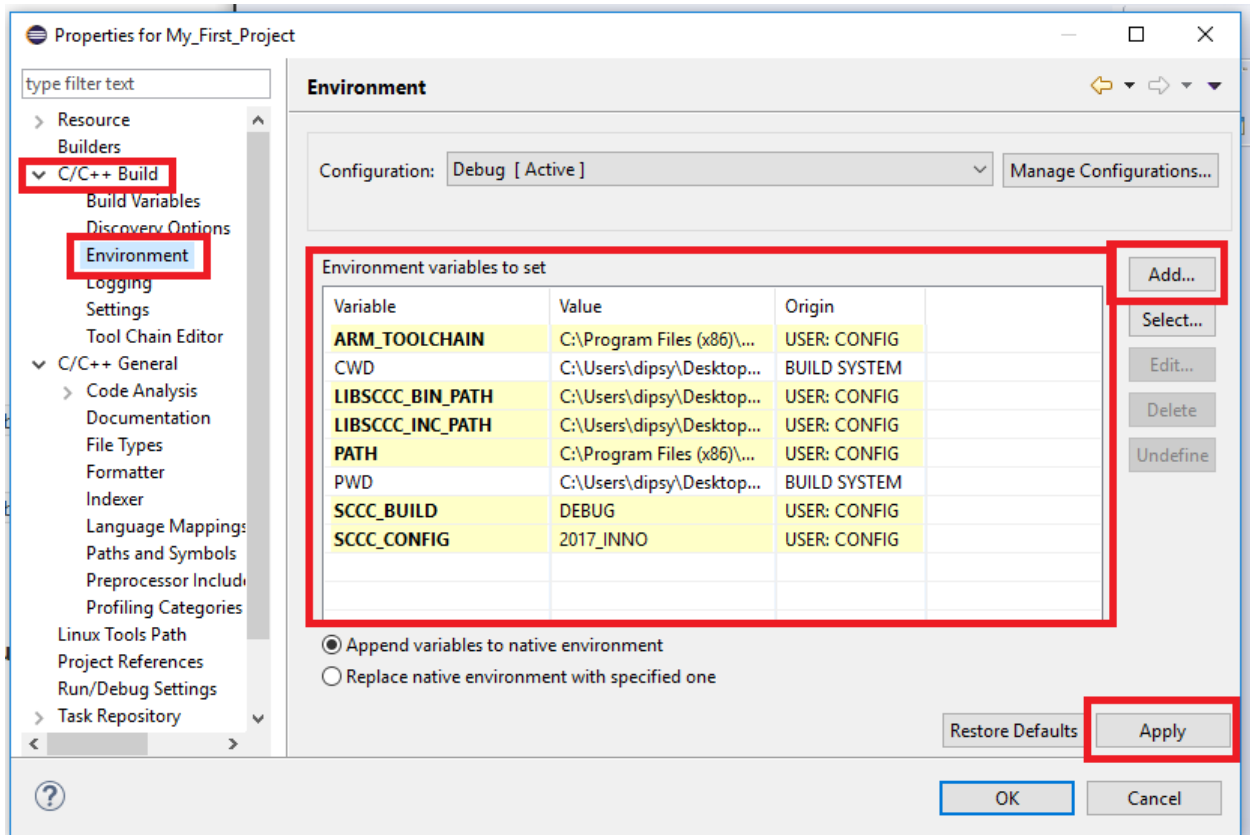 Properties for My_First_Project
type filter text
Resource
Builders
C/C++ Build
Build Variables
Discovery Options
Environment
Logging
Settings
Tool Chain Editor
C/C++ General
Code Analysis
Documentation
File Types
Formatter
Indexer
Language Mappings
Paths and Symbols
Preprocessor Includ
Profiling Categories
Linux Tools Path
Project References
Run/Debug Settings
Task Repository
Environment
Configuration: Debug [ Active ] Manage Configurations...
Environment variables to set
Variable Value Origin
ARM_TOOLCHAIN C:\Program Files (x86)\... USER: CONFIG
CWD C:\Users\dipsy\Desktop... BUILD SYSTEM
LIBSCCC_BIN_PATH C:\Users\dipsy\Desktop... USER: CONFIG
LIBSCCC_INC_PATH C:\Users\dipsy\Desktop... USER: CONFIG
PATH C:\Program Files (x86)\... USER: CONFIG
PWD C:\Users\dipsy\Desktop... BUILD SYSTEM
SCCC_BUILD DEBUG USER: CONFIG
SCCC_CONFIG 2017_INNO USER: CONFIG
Add...
Select...
Edit...
Delete
Undefine
Append variables to native environment
Replace native environment with specified one
Restore Defaults Apply
OK Cancel